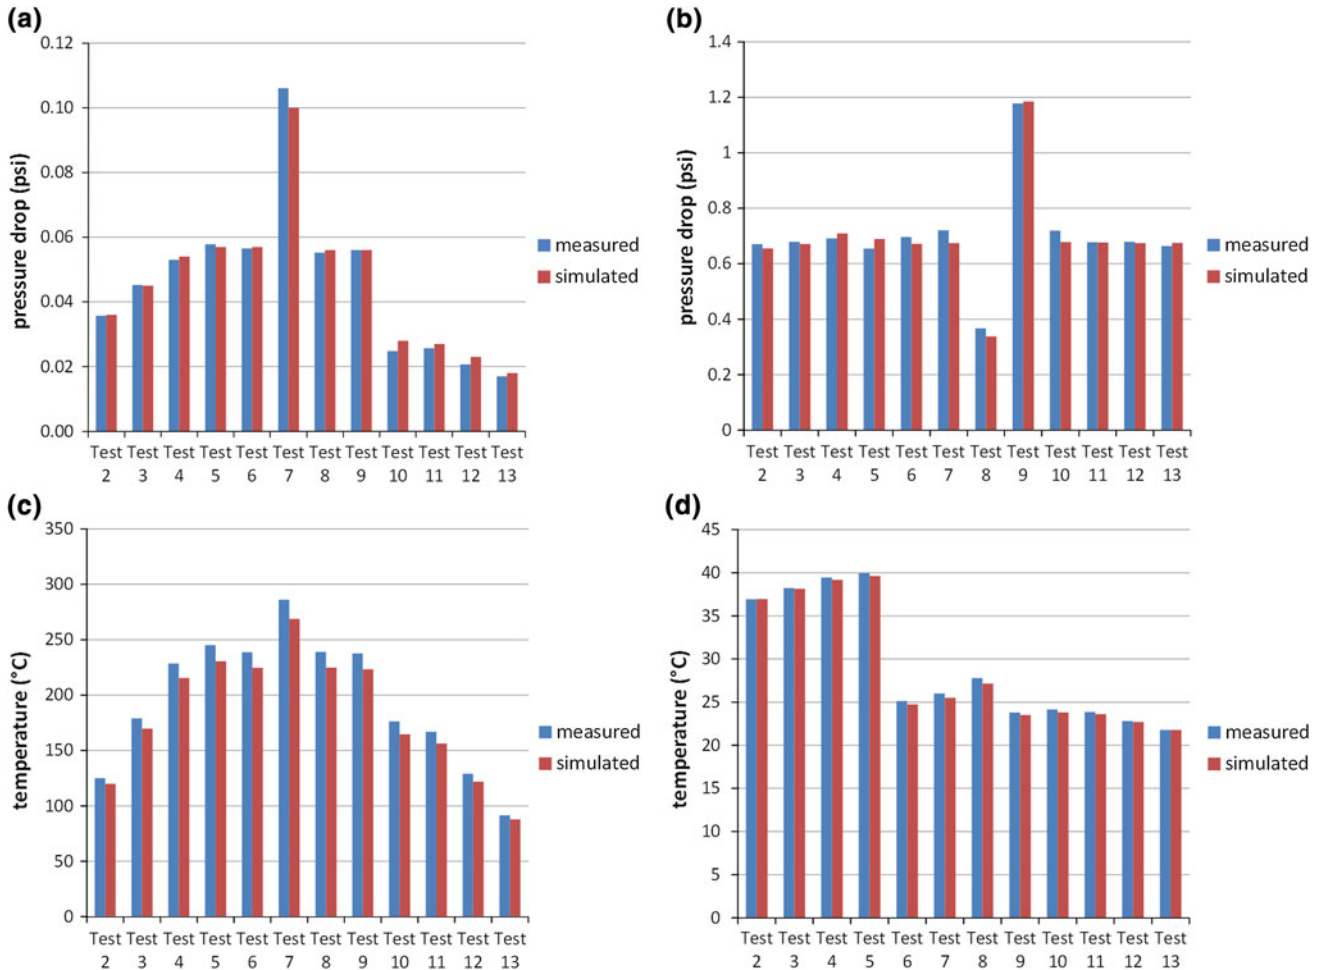 (a)
0.12
0.10
0.08
0.06
0.04
0.02
0.00
pressure drop (psi)
Test Test Test Test Test Test Test Test Test Test Test Test
2 3 4 5 6 7 8 9 10 11 12 13
measured
simulated
(b)
1.4
1.2
1
0.8
0.6
0.4
0.2
0
pressure drop (psi)
Test Test Test Test Test Test Test Test Test Test Test Test
2 3 4 5 6 7 8 9 10 11 12 13
measured
simulated
(c)
350
300
250
200
150
100
50
0
temperature (°C)
Test Test Test Test Test Test Test Test Test Test Test Test
2 3 4 5 6 7 8 9 10 11 12 13
measured
simulated
(d)
45
40
35
30
25
20
15
10
5
0
temperature (°C)
Test Test Test Test Test Test Test Test Test Test Test Test
2 3 4 5 6 7 8 9 10 11 12 13
measured
simulated